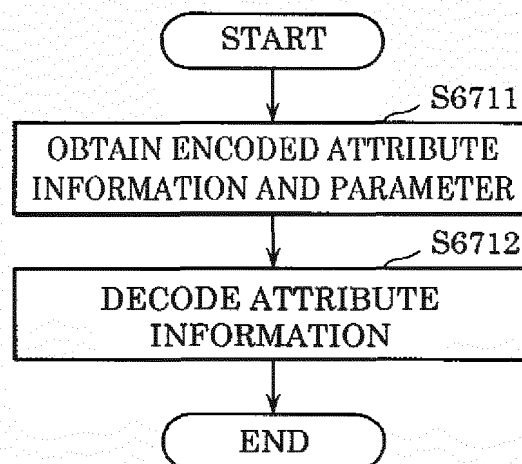 START
S6711
OBTAIN ENCODED ATTRIBUTE
INFORMATION AND PARAMETER
S6712
DECODE ATTRIBUTE
INFORMATION
END